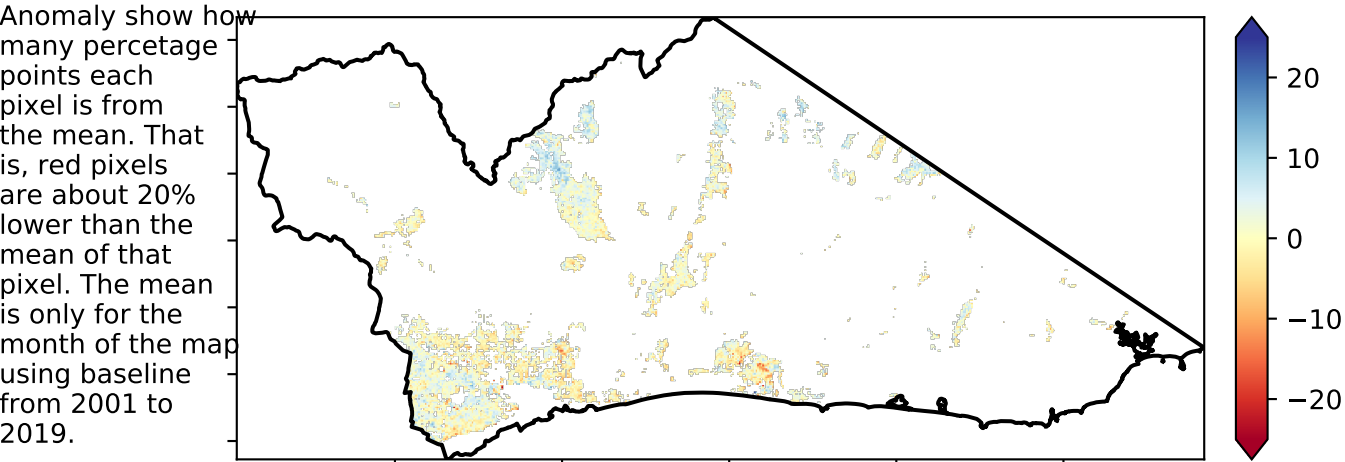 Anomaly show how
many percetage
points each
pixel is from
the mean. That
is, red pixels
are about 20%
lower than the
mean of that
pixel. The mean
is only for the
month of the map
using baseline
from 2001 to
2019.
20
10
0
−10
−20